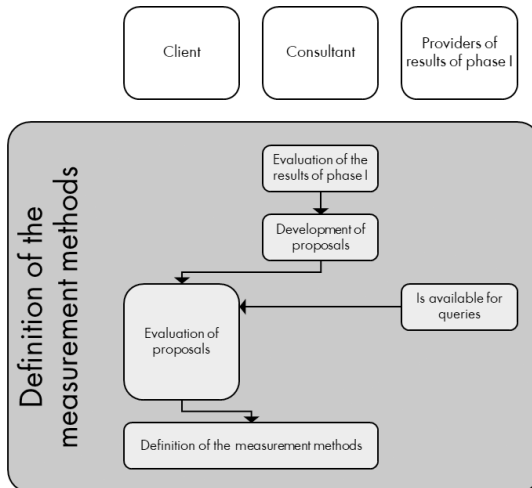 Client
Consultant
Providers of
results of phase I
Definition of the
measurement methods
Evaluation of the
results of phase I
Development of
proposals
Is available for
queries
Evaluation of
proposals
Definition of the measurement methods